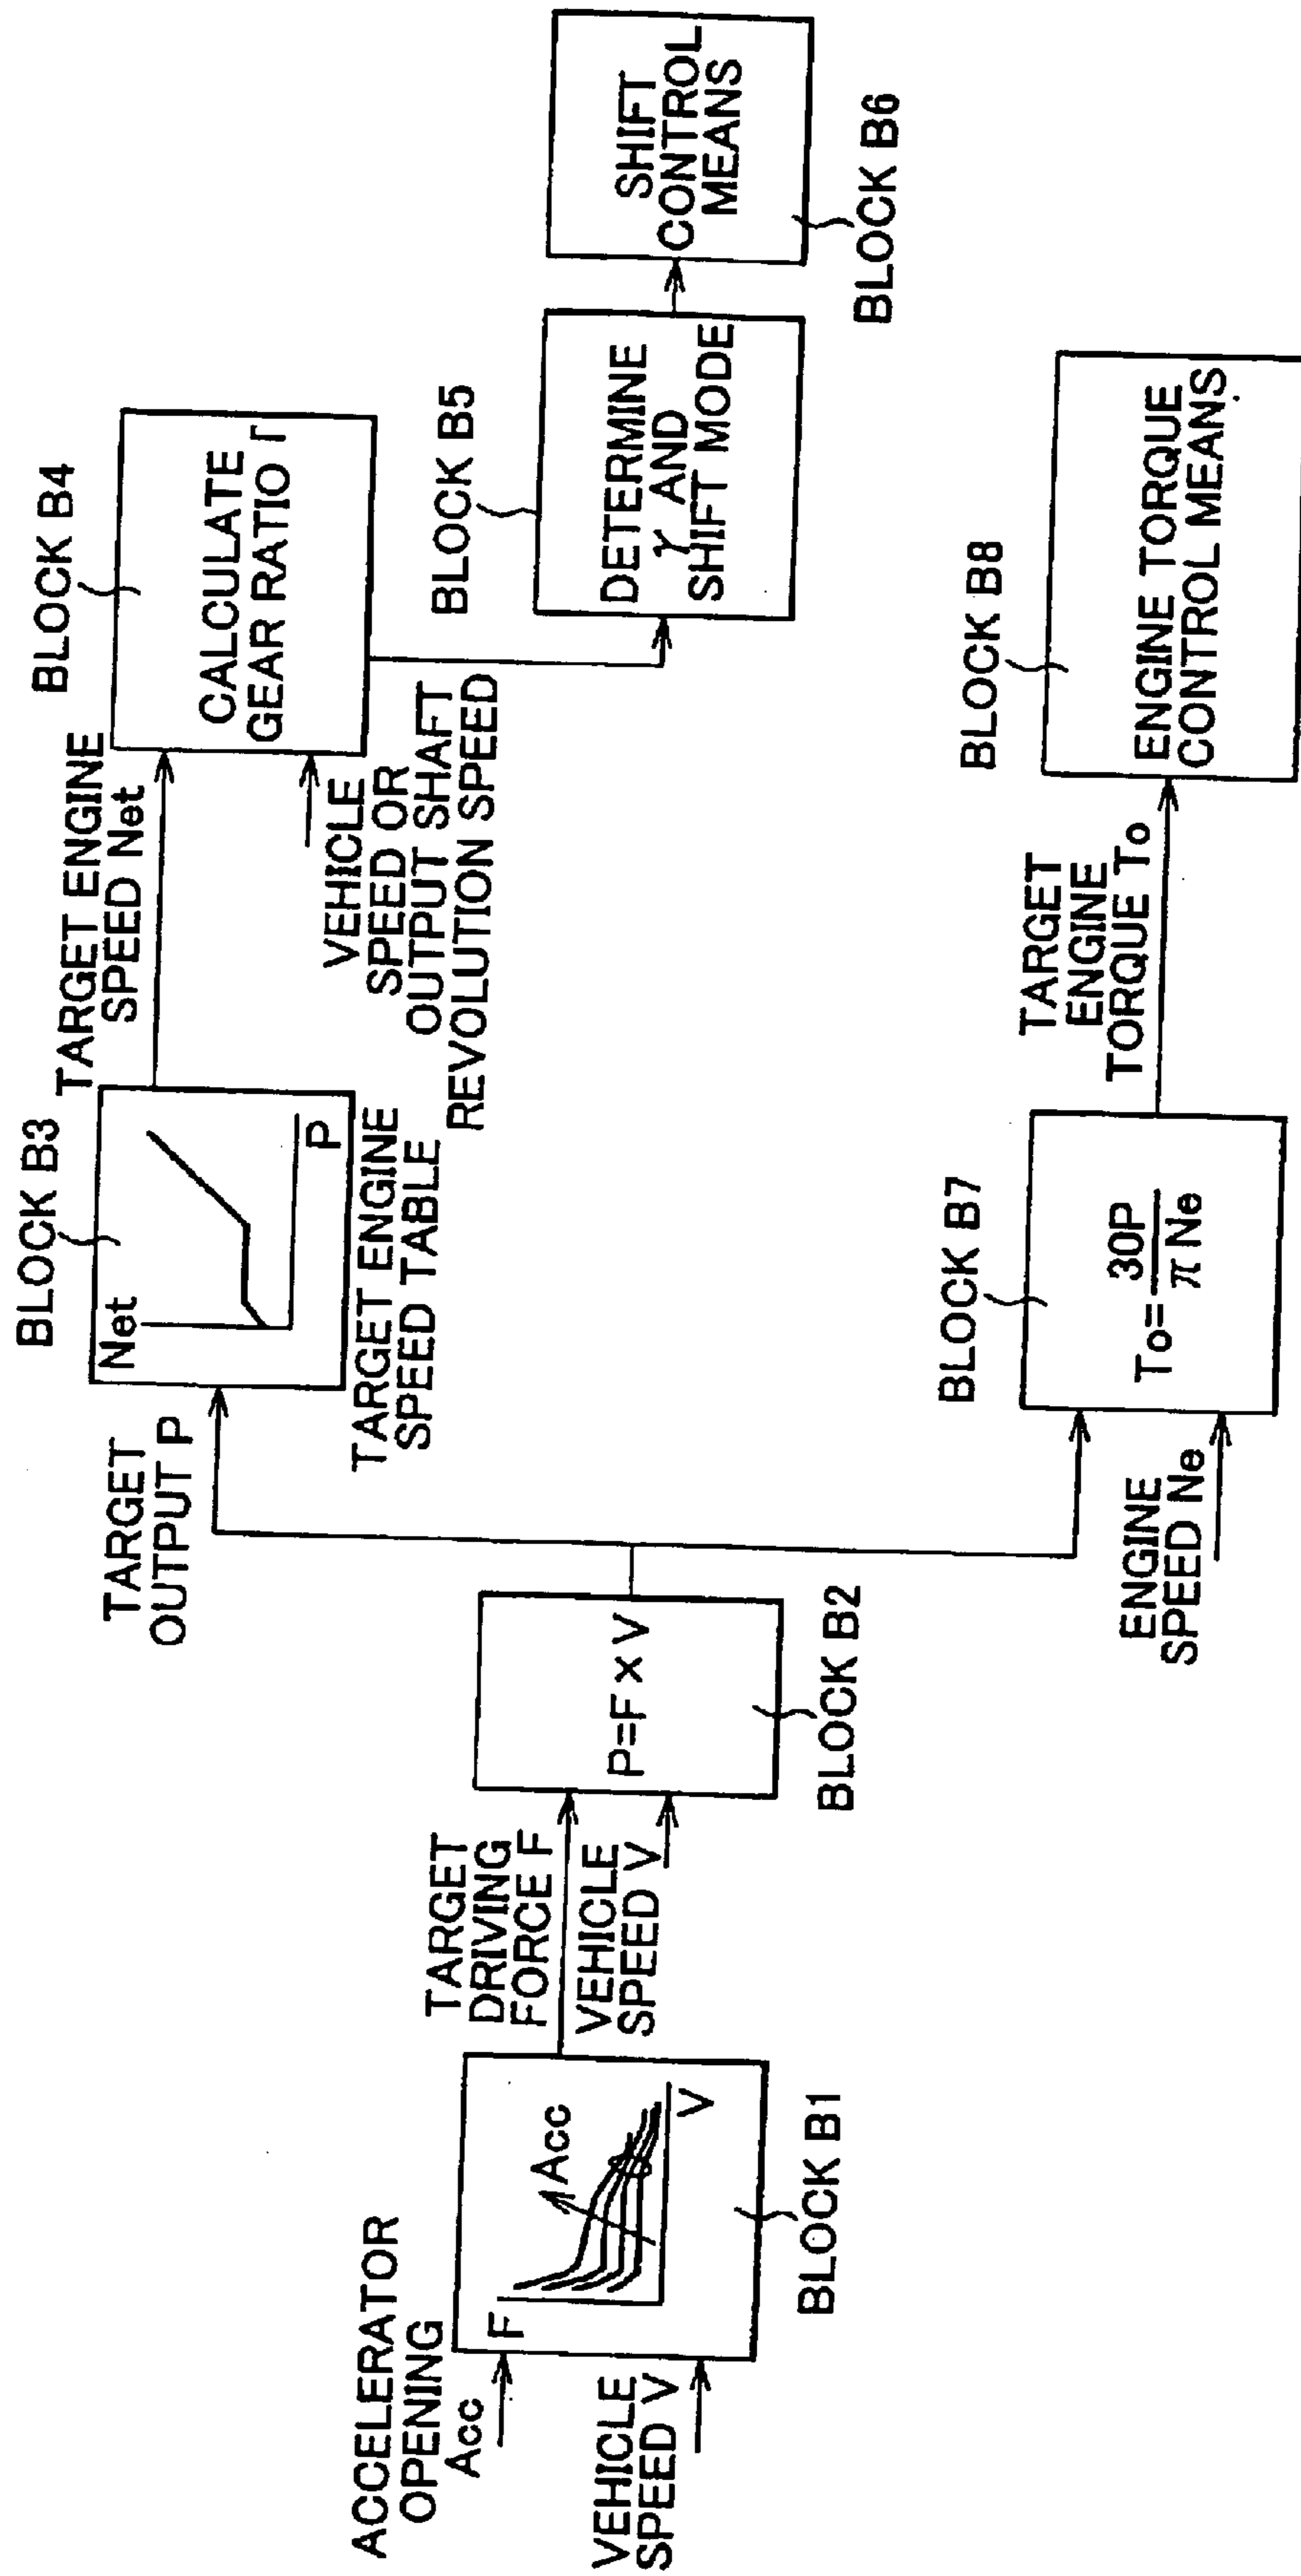 ACCELERATOR
OPENING
Acc
VEHICLE
SPEED V
F
Acc
V
BLOCK B1
TARGET
DRIVING
FORCE F
VEHICLE
SPEED V
P=F×V
BLOCK B2
TARGET
OUTPUT P
BLOCK B3
Net
P
TARGET ENGINE
SPEED TABLE
TARGET ENGINE
SPEED Net
VEHICLE
SPEED OR
OUTPUT SHAFT
REVOLUTION SPEED
BLOCK B4
CALCULATE
GEAR RATIO Γ
BLOCK B5
DETERMINE
γ AND
SHIFT MODE
SHIFT
CONTROL
MEANS
BLOCK B6
ENGINE
SPEED Ne
BLOCK B7
To=30P/πNe
TARGET
ENGINE
TORQUE To
BLOCK B8
ENGINE TORQUE
CONTROL MEANS